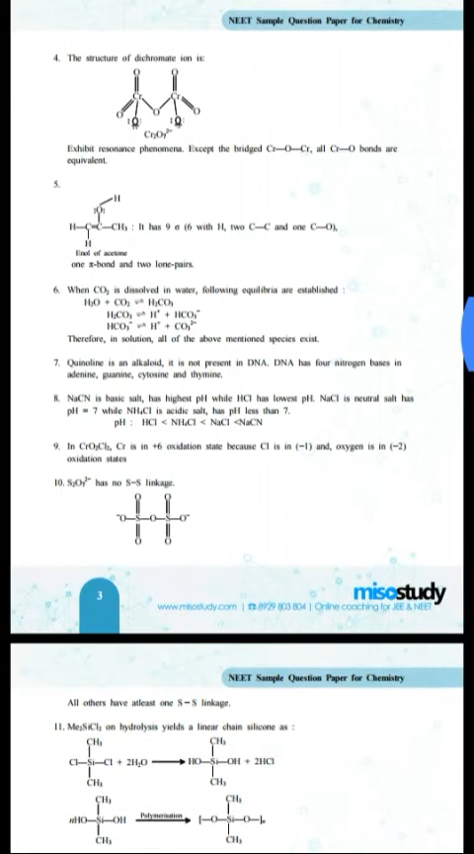 NEET Sample Question Paper for Chemistry
4. The structure of dichromate ion is:
O O
Cr Cr
O O O
:O: :O:
Cr₂O₇²⁻
Exhibit resonance phenomena. Except the bridged Cr—O—Cr, all Cr—O bonds are
equivalent.
5.
H
:O:
H—C=C—CH₃ : It has 9 σ (6 with H, two C—C and one C—O),
H
Enol of acetone
one π-bond and two lone-pairs.
6. When CO₂ is dissolved in water, following equilibria are established :
H₂O + CO₂ ⇌ H₂CO₃
H₂CO₃ ⇌ H⁺ + HCO₃⁻
HCO₃⁻ ⇌ H⁺ + CO₃²⁻
Therefore, in solution, all of the above mentioned species exist.
7. Quinoline is an alkaloid, it is not present in DNA. DNA has four nitrogen bases in
adenine, guanine, cytosine and thymine.
8. NaCN is basic salt, has highest pH while HCl has lowest pH. NaCl is neutral salt has
pH = 7 while NH₄Cl is acidic salt, has pH less than 7.
pH : HCl < NH₄Cl < NaCl <NaCN
9. In CrO₂Cl₂, Cr is in +6 oxidation state because Cl is in (−1) and, oxygen is in (−2)
oxidation states
10. S₂O₇²⁻ has no S-S linkage.
O O
⁻O—S—O—S—O⁻
O O
3
misostudy
www.misostudy.com | 8929 803 804 | Online coaching for JEE & NEET
NEET Sample Question Paper for Chemistry
All others have atleast one S−S linkage.
11. Me₂SiCl₂ on hydrolysis yields a linear chain silicone as :
CH₃ CH₃
Cl—Si—Cl + 2H₂O ⟶ HO—Si—OH + 2HCl
CH₃ CH₃
CH₃ CH₃
nHO—Si—OH Polymerisation [—O—Si—O—]ₙ
CH₃ CH₃